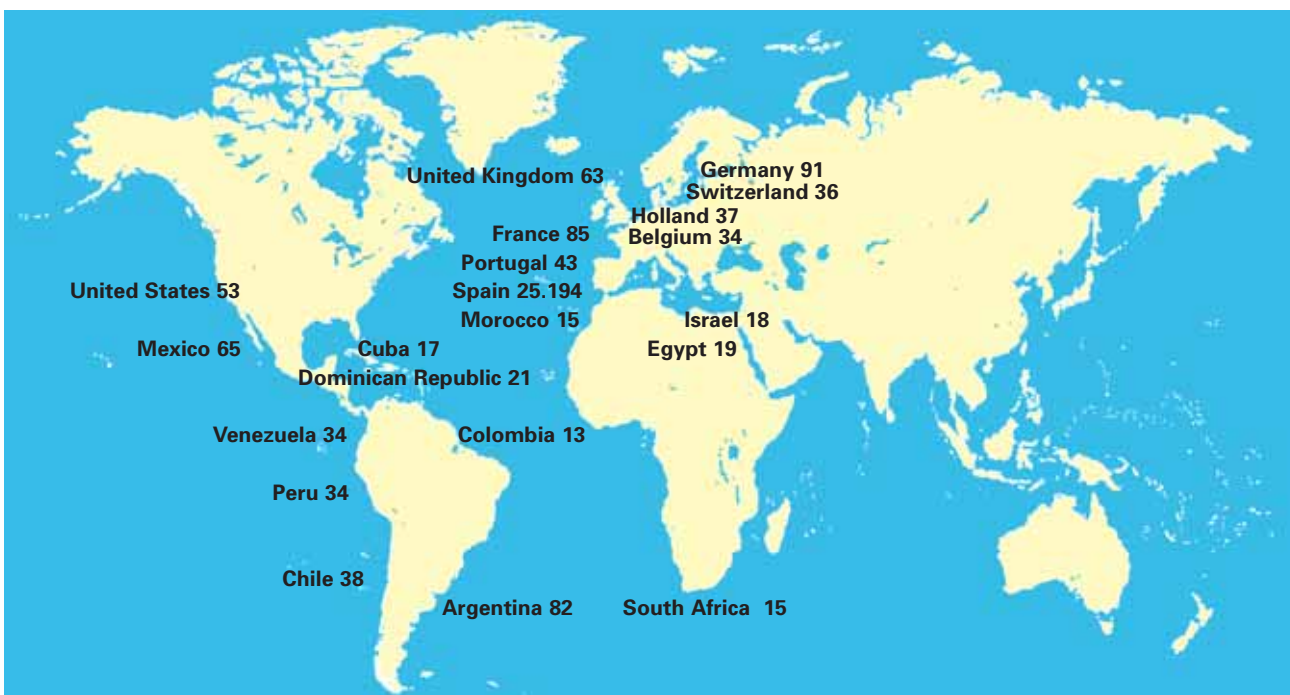 United Kingdom 63
Germany 91
Switzerland 36
Holland 37
France 85
Belgium 34
Portugal 43
United States 53
Spain 25.194
Morocco 15
Israel 18
Mexico 65
Cuba 17
Egypt 19
Dominican Republic 21
Venezuela 34
Colombia 13
Peru 34
Chile 38
Argentina 82
South Africa 15